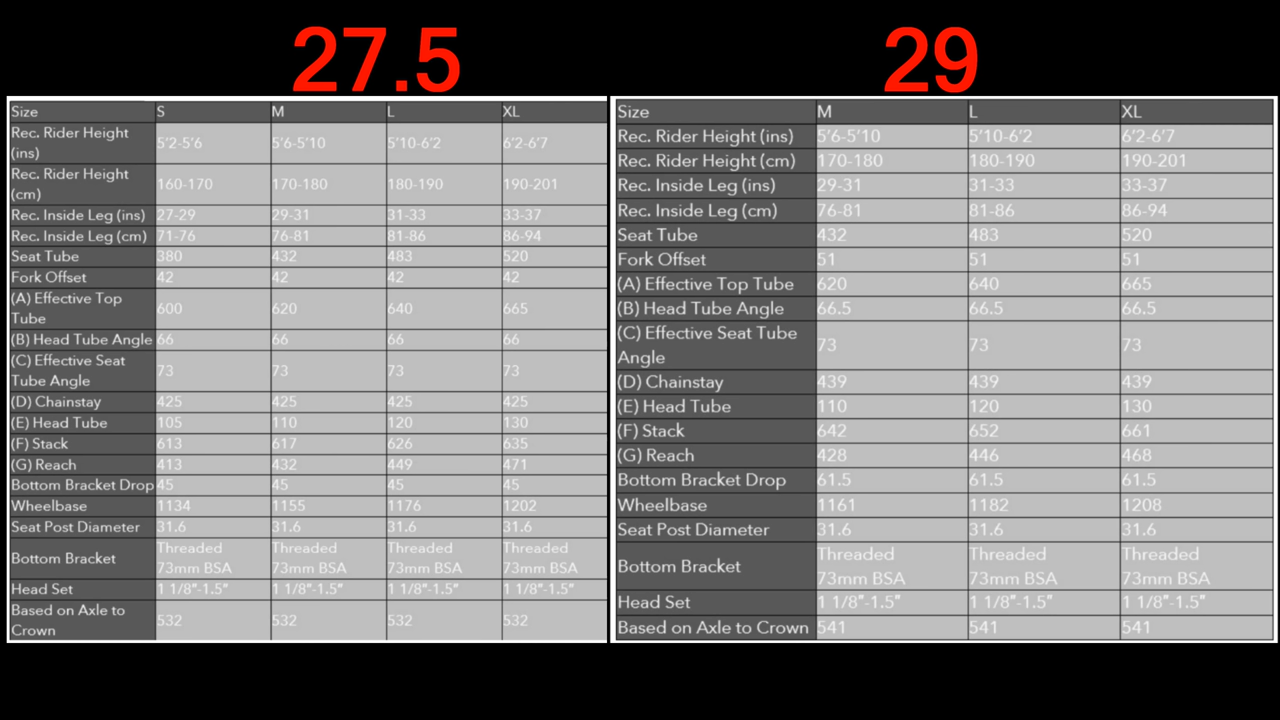 27.5
Size S M L XL
Rec. Rider Height
(ins) 5'2-5'6 5'6-5'10 5'10-6'2 6'2-6'7
Rec. Rider Height
(cm) 160-170 170-180 180-190 190-201
Rec. Inside Leg (ins) 27-29 29-31 31-33 33-37
Rec. Inside Leg (cm) 71-76 76-81 81-86 86-94
Seat Tube 380 432 483 520
Fork Offset 42 42 42 42
(A) Effective Top
Tube 600 620 640 665
(B) Head Tube Angle 66 66 66 66
(C) Effective Seat
Tube Angle 73 73 73 73
(D) Chainstay 425 425 425 425
(E) Head Tube 105 110 120 130
(F) Stack 613 617 626 635
(G) Reach 413 432 449 471
Bottom Bracket Drop 45 45 45 45
Wheelbase 1134 1155 1176 1202
Seat Post Diameter 31.6 31.6 31.6 31.6
Bottom Bracket Threaded Threaded Threaded Threaded
73mm BSA 73mm BSA 73mm BSA 73mm BSA
Head Set 1 1/8"-1.5" 1 1/8"-1.5" 1 1/8"-1.5" 1 1/8"-1.5"
Based on Axle to
Crown 532 532 532 532
29
Size M L XL
Rec. Rider Height (ins) 5'6-5'10 5'10-6'2 6'2-6'7
Rec. Rider Height (cm) 170-180 180-190 190-201
Rec. Inside Leg (ins) 29-31 31-33 33-37
Rec. Inside Leg (cm) 76-81 81-86 86-94
Seat Tube 432 483 520
Fork Offset 51 51 51
(A) Effective Top Tube 620 640 665
(B) Head Tube Angle 66.5 66.5 66.5
(C) Effective Seat Tube
Angle 73 73 73
(D) Chainstay 439 439 439
(E) Head Tube 110 120 130
(F) Stack 642 652 661
(G) Reach 428 446 468
Bottom Bracket Drop 61.5 61.5 61.5
Wheelbase 1161 1182 1208
Seat Post Diameter 31.6 31.6 31.6
Bottom Bracket Threaded Threaded Threaded
73mm BSA 73mm BSA 73mm BSA
Head Set 1 1/8"-1.5" 1 1/8"-1.5" 1 1/8"-1.5"
Based on Axle to Crown 541 541 541